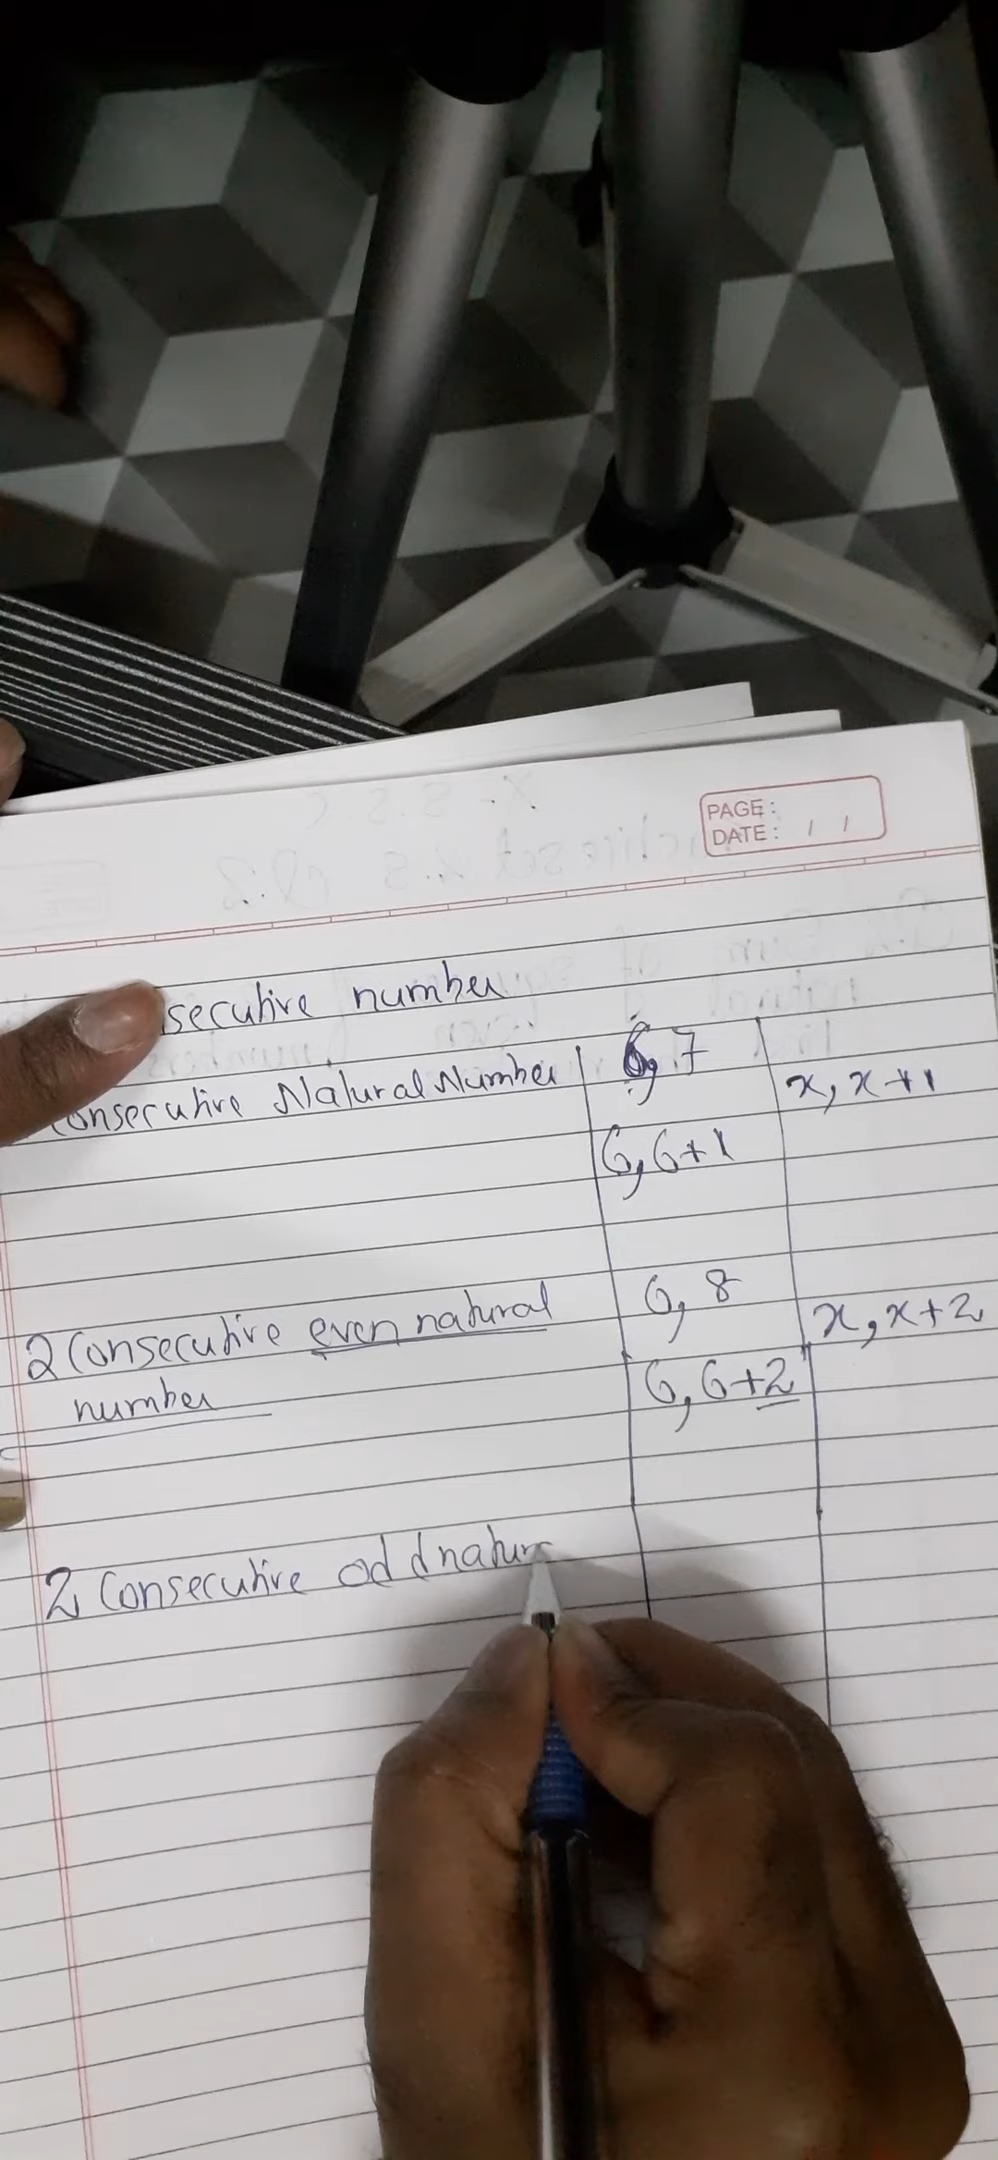 PAGE:
DATE: / /
secutive number
Consecutive Natural Number 6, 7 x, x+1
6, 6+1
2 Consecutive even natural 6, 8 x, x+2
number 6, 6+2
2 Consecutive odd natur